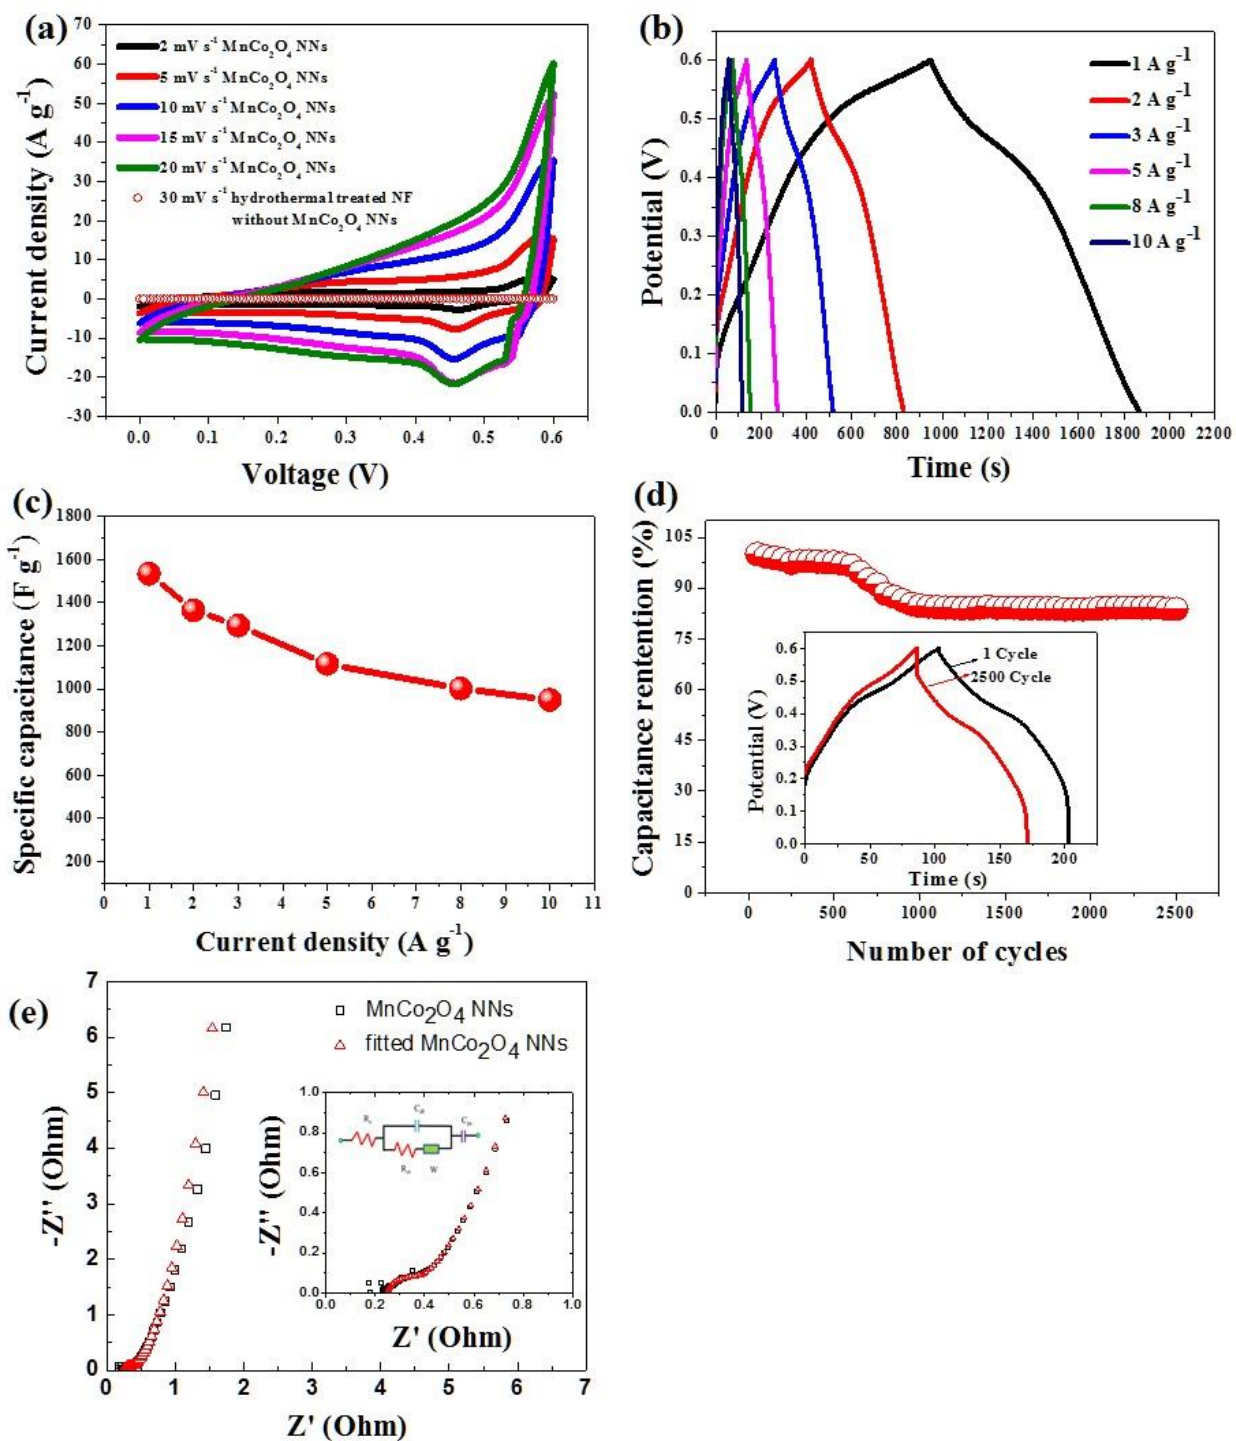 (a)
2 mV s⁻¹ MnCo₂O₄ NNs
5 mV s⁻¹ MnCo₂O₄ NNs
10 mV s⁻¹ MnCo₂O₄ NNs
15 mV s⁻¹ MnCo₂O₄ NNs
20 mV s⁻¹ MnCo₂O₄ NNs
30 mV s⁻¹ hydrothermal treated NF
without MnCo₂O₄ NNs
Current density (A g⁻¹)
70
60
50
40
30
20
10
0
-10
-20
-30
0.0 0.1 0.2 0.3 0.4 0.5 0.6
Voltage (V)
(b)
1 A g⁻¹
2 A g⁻¹
3 A g⁻¹
5 A g⁻¹
8 A g⁻¹
10 A g⁻¹
Potential (V)
0.6
0.5
0.4
0.3
0.2
0.1
0.0
0 200 400 600 800 1000 1200 1400 1600 1800 2000 2200
Time (s)
(c)
Specific capacitance (F g⁻¹)
1800
1600
1400
1200
1000
800
600
400
200
0 1 2 3 4 5 6 7 8 9 10 11
Current density (A g⁻¹)
(d)
Capacitance rentention (%)
105
90
75
60
45
30
15
0
0 500 1000 1500 2000 2500
Number of cycles
1 Cycle
2500 Cycle
Potential (V)
0.6
0.5
0.4
0.3
0.2
0.1
0.0
0 50 100 150 200
Time (s)
(e)
MnCo₂O₄ NNs
fitted MnCo₂O₄ NNs
-Z'' (Ohm)
7
6
5
4
3
2
1
0
0 1 2 3 4 5 6 7
Z' (Ohm)
-Z'' (Ohm)
1.0
0.8
0.6
0.4
0.2
0.0
W
0.0 0.2 0.4 0.6 0.8 1.0
Z' (Ohm)